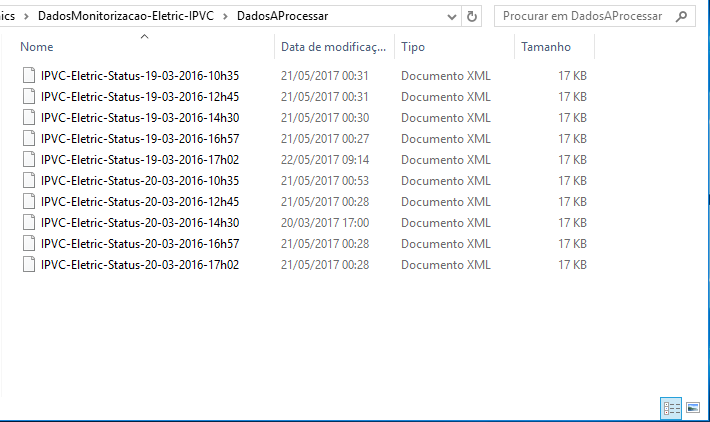 ics > DadosMonitorizacao-Eletric-IPVC > DadosAProcessar Procurar em DadosAProcessar
Nome Data de modificaç... Tipo Tamanho
IPVC-Eletric-Status-19-03-2016-10h35 21/05/2017 00:31 Documento XML 17 KB
IPVC-Eletric-Status-19-03-2016-12h45 21/05/2017 00:31 Documento XML 17 KB
IPVC-Eletric-Status-19-03-2016-14h30 21/05/2017 00:30 Documento XML 17 KB
IPVC-Eletric-Status-19-03-2016-16h57 21/05/2017 00:27 Documento XML 17 KB
IPVC-Eletric-Status-19-03-2016-17h02 22/05/2017 09:14 Documento XML 17 KB
IPVC-Eletric-Status-20-03-2016-10h35 21/05/2017 00:53 Documento XML 17 KB
IPVC-Eletric-Status-20-03-2016-12h45 21/05/2017 00:28 Documento XML 17 KB
IPVC-Eletric-Status-20-03-2016-14h30 20/03/2017 17:00 Documento XML 17 KB
IPVC-Eletric-Status-20-03-2016-16h57 21/05/2017 00:28 Documento XML 17 KB
IPVC-Eletric-Status-20-03-2016-17h02 21/05/2017 00:28 Documento XML 17 KB